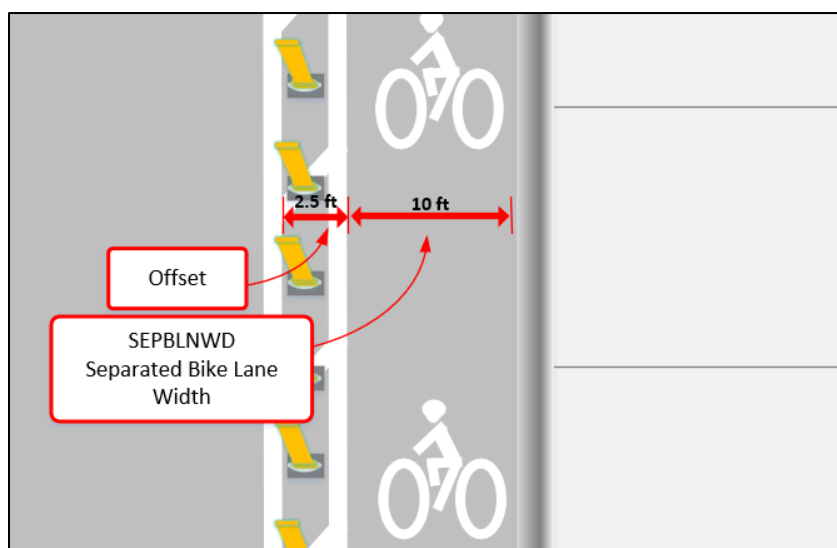 2.5 ft
10 ft
Offset
SEPBLNWD
Separated Bike Lane
Width